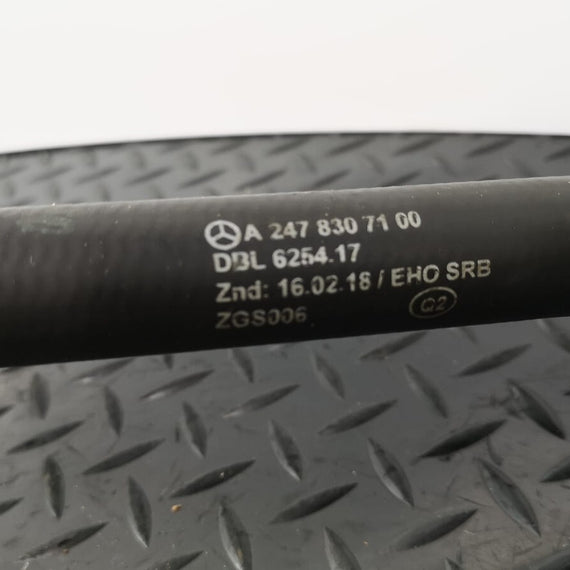 A 247 830 71 00
DBL 6254.17
Znd: 16.02.18 / EHO SRB
ZGS006 Q2